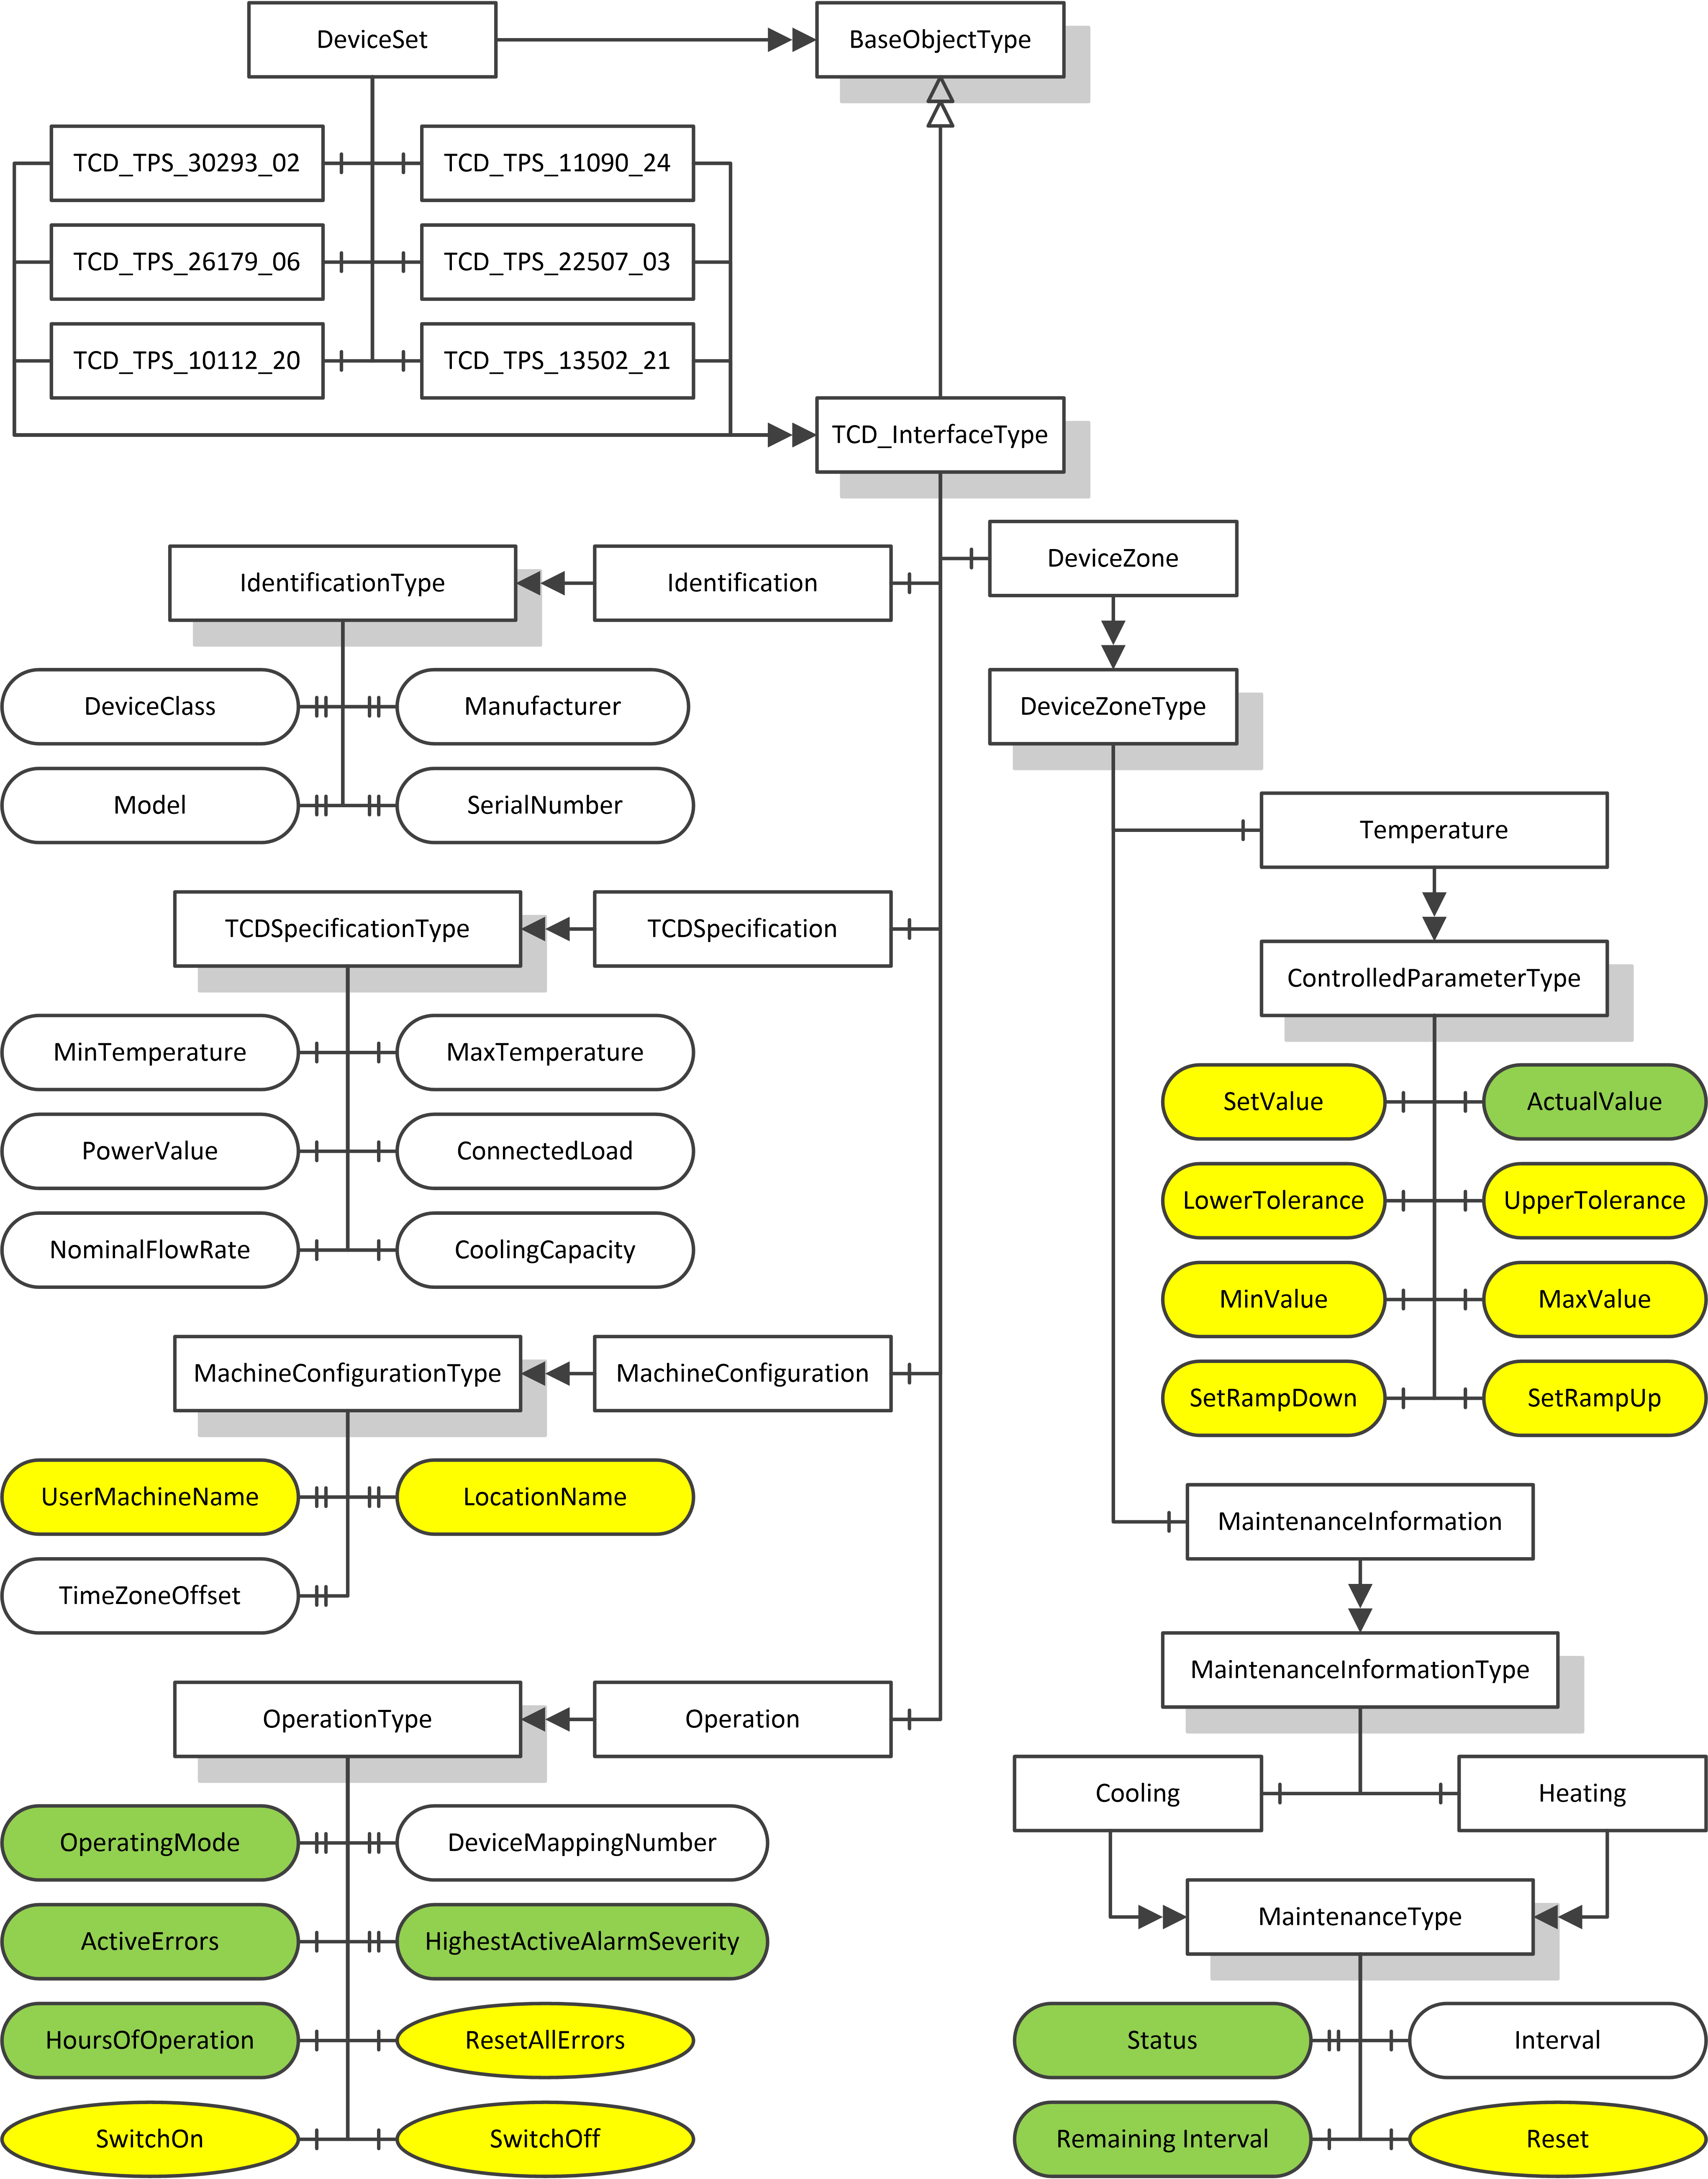 DeviceSet
BaseObjectType
TCD_TPS_30293_02
TCD_TPS_11090_24
TCD_TPS_26179_06
TCD_TPS_22507_03
TCD_TPS_10112_20
TCD_TPS_13502_21
TCD_InterfaceType
DeviceZone
IdentificationType
Identification
DeviceClass
Manufacturer
DeviceZoneType
Model
SerialNumber
Temperature
TCDSpecificationType
TCDSpecification
ControlledParameterType
MinTemperature
MaxTemperature
SetValue
ActualValue
PowerValue
ConnectedLoad
LowerTolerance
UpperTolerance
NominalFlowRate
CoolingCapacity
MinValue
MaxValue
MachineConfigurationType
MachineConfiguration
SetRampDown
SetRampUp
UserMachineName
LocationName
MaintenanceInformation
TimeZoneOffset
MaintenanceInformationType
OperationType
Operation
Cooling
Heating
OperatingMode
DeviceMappingNumber
MaintenanceType
ActiveErrors
HighestActiveAlarmSeverity
HoursOfOperation
ResetAllErrors
Status
Interval
SwitchOn
SwitchOff
Remaining Interval
Reset